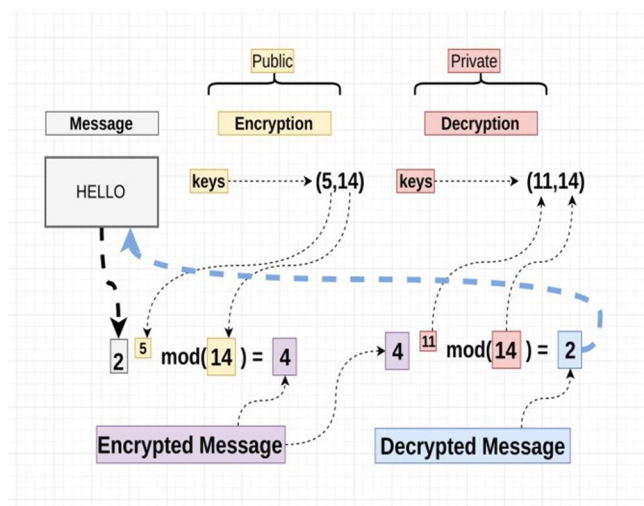 Public
Private
Message
Encryption
Decryption
HELLO
keys
(5,14)
keys
(11,14)
2 5 mod( 14 ) = 4
4 11 mod( 14 ) = 2
Encrypted Message
Decrypted Message